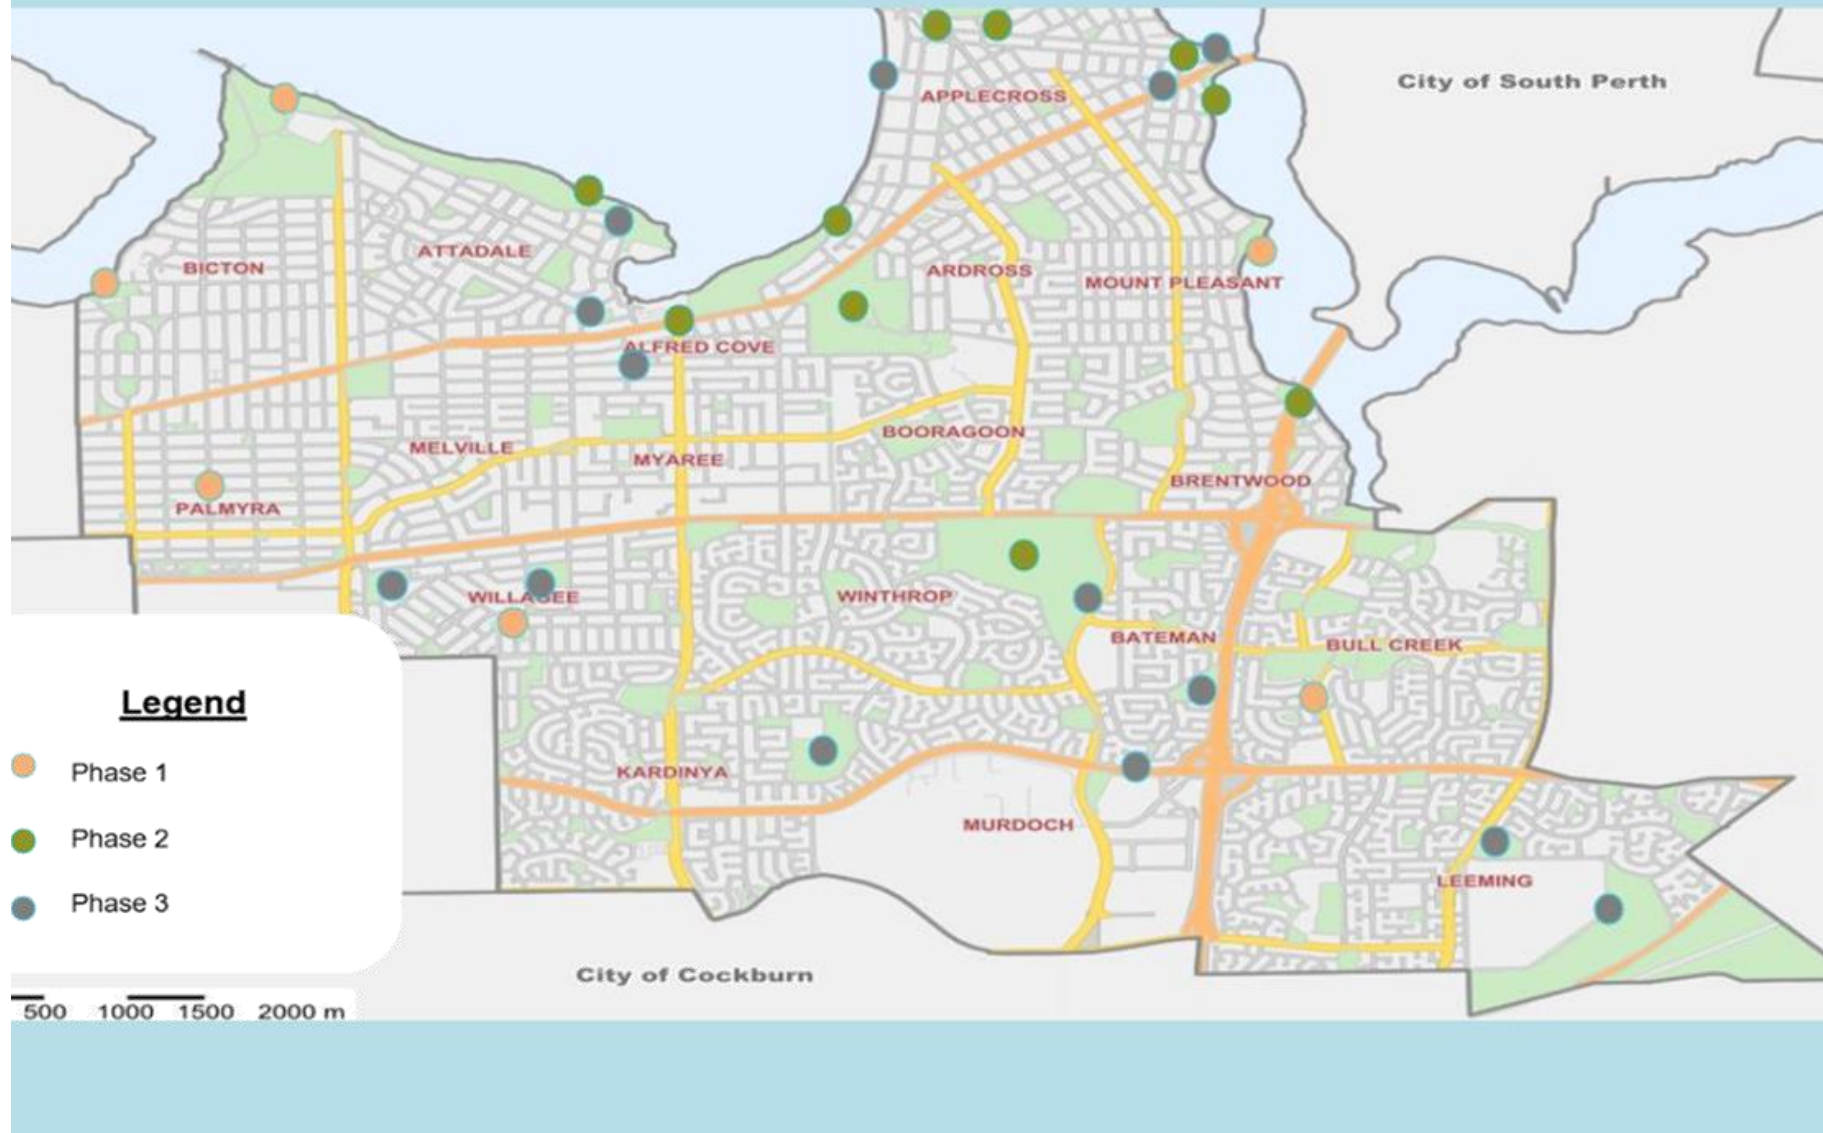 City of South Perth
APPLECROSS
ATTADALE
BICTON
ARDROSS
MOUNT PLEASANT
ALFRED COVE
BOORAGOON
MELVILLE
MYAREE
BRENTWOOD
PALMYRA
WILLAGEE
WINTHROP
BATEMAN
BULL CREEK
Legend
Phase 1
KARDINYA
MURDOCH
Phase 2
LEEMING
Phase 3
City of Cockburn
500 1000 1500 2000 m